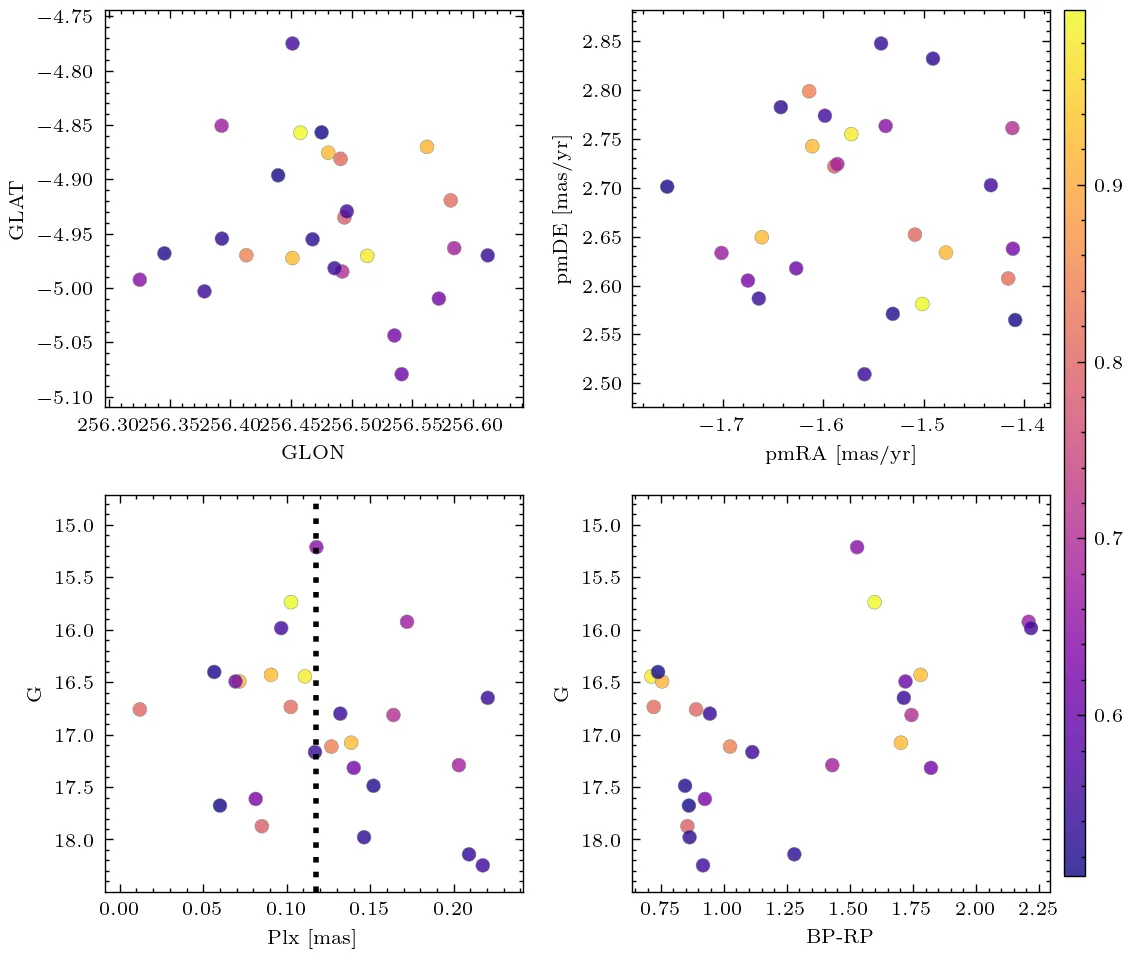 −4.75
−4.80
−4.85
−4.90
−4.95
−5.00
−5.05
−5.10
GLAT
256.30 256.35 256.40 256.45 256.50 256.55 256.60
GLON
2.85
2.80
2.75
2.70
2.65
2.60
2.55
2.50
pmDE [mas/yr]
−1.7 −1.6 −1.5 −1.4
pmRA [mas/yr]
0.9
0.8
0.7
0.6
15.0
15.5
16.0
16.5
17.0
17.5
18.0
G
0.00 0.05 0.10 0.15 0.20
Plx [mas]
15.0
15.5
16.0
16.5
17.0
17.5
18.0
G
0.75 1.00 1.25 1.50 1.75 2.00 2.25
BP-RP